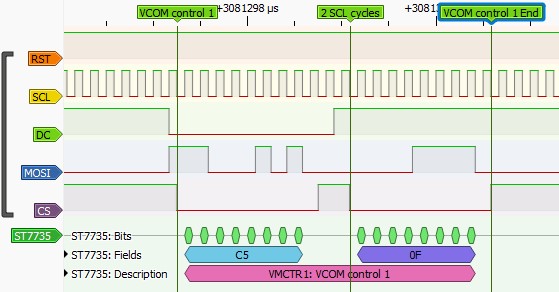 VCOM control 1
+3081298 µs
2 SCL cycles
+3081
VCOM control 1 End
RST
SCL
DC
MOSI
CS
ST7735
ST7735: Bits
ST7735: Fields
C5
0F
ST7735: Description
VMCTR1: VCOM control 1